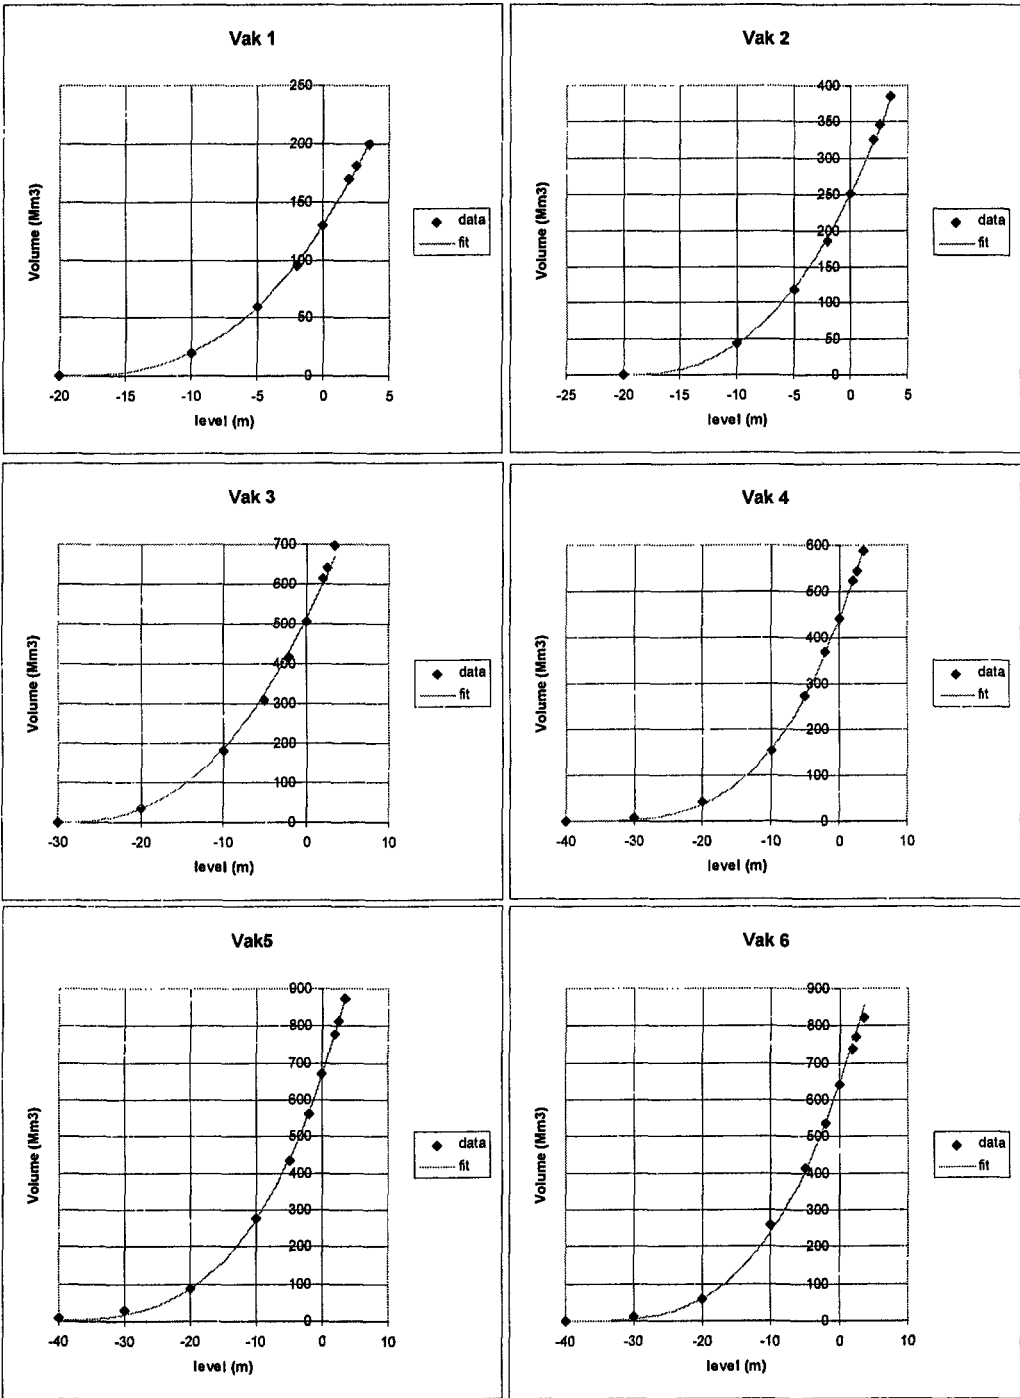 Vak 1
250
200
150
100
50
0
-20 -15 -10 -5 0 5
level (m)
Volume (Mm3)
data
fit
Vak 2
400
350
300
250
200
150
100
50
0
-25 -20 -15 -10 -5 0 5
level (m)
Volume (Mm3)
data
fit
Vak 3
700
600
500
400
300
200
100
0
-30 -20 -10 0 10
level (m)
Volume (Mm3)
data
fit
Vak 4
600
500
400
300
200
100
0
-40 -30 -20 -10 0 10
level (m)
Volume (Mm3)
data
fit
Vak5
900
800
700
600
500
400
300
200
100
0
-40 -30 -20 -10 0 10
level (m)
Volume (Mm3)
data
fit
Vak 6
900
800
700
600
500
400
300
200
100
0
-40 -30 -20 -10 0 10
level (m)
Volume (Mm3)
data
fit